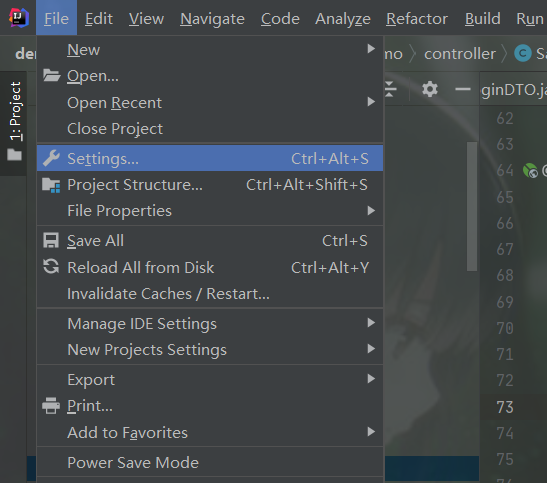 File Edit View Navigate Code Analyze Refactor Build Run
New mo controller
Open... ginDTO.ja
Open Recent 62
Close Project 63
Settings... Ctrl+Alt+S 64
Project Structure... Ctrl+Alt+Shift+S 65
File Properties 66
Save All Ctrl+S 67
Reload All from Disk Ctrl+Alt+Y 68
Invalidate Caches / Restart... 69
Manage IDE Settings 70
New Projects Settings 71
Export 72
Print... 73
Add to Favorites 74
Power Save Mode 75
1: Project